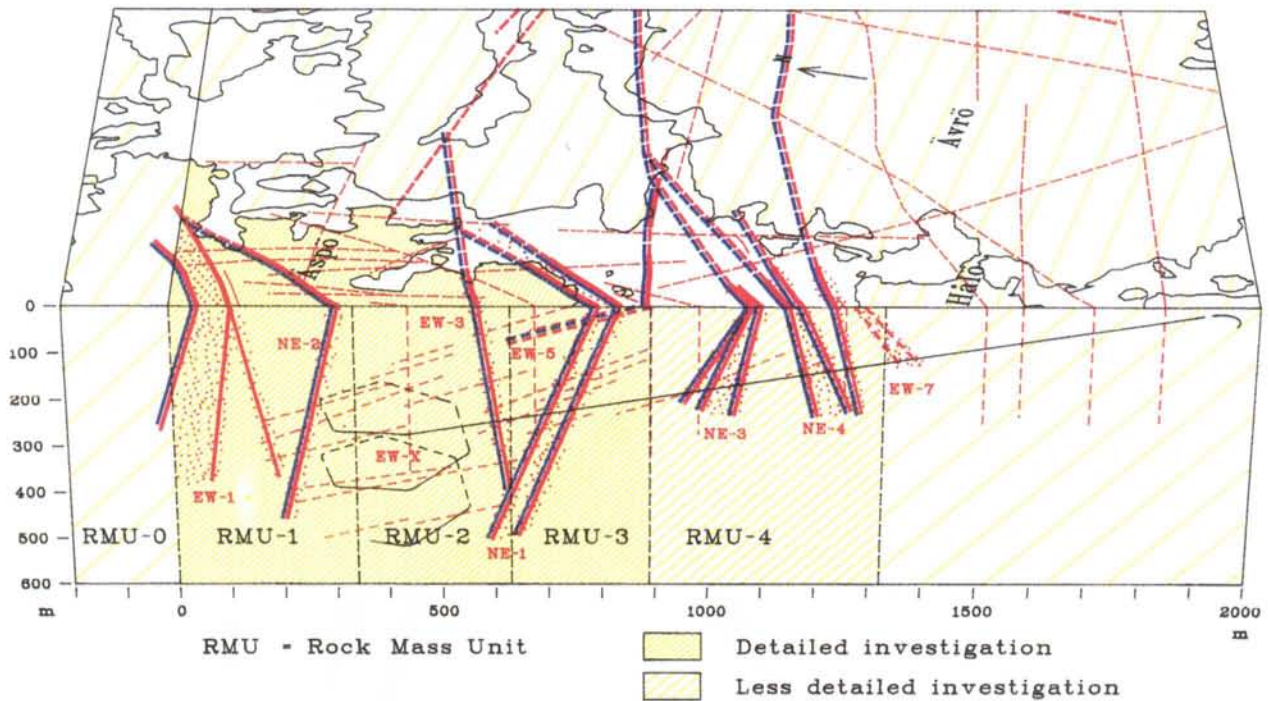 N
Ävrö
Äspö
Hålö
0
100
200
300
400
500
600
m
EW-3
NE-2
EW-5
EW-7
EW-X
NE-3
NE-4
EW-1
RMU-0
RMU-1
RMU-2
RMU-3
RMU-4
NE-1
0
500
1000
1500
2000
m
RMU - Rock Mass Unit
Detailed investigation
Less detailed investigation